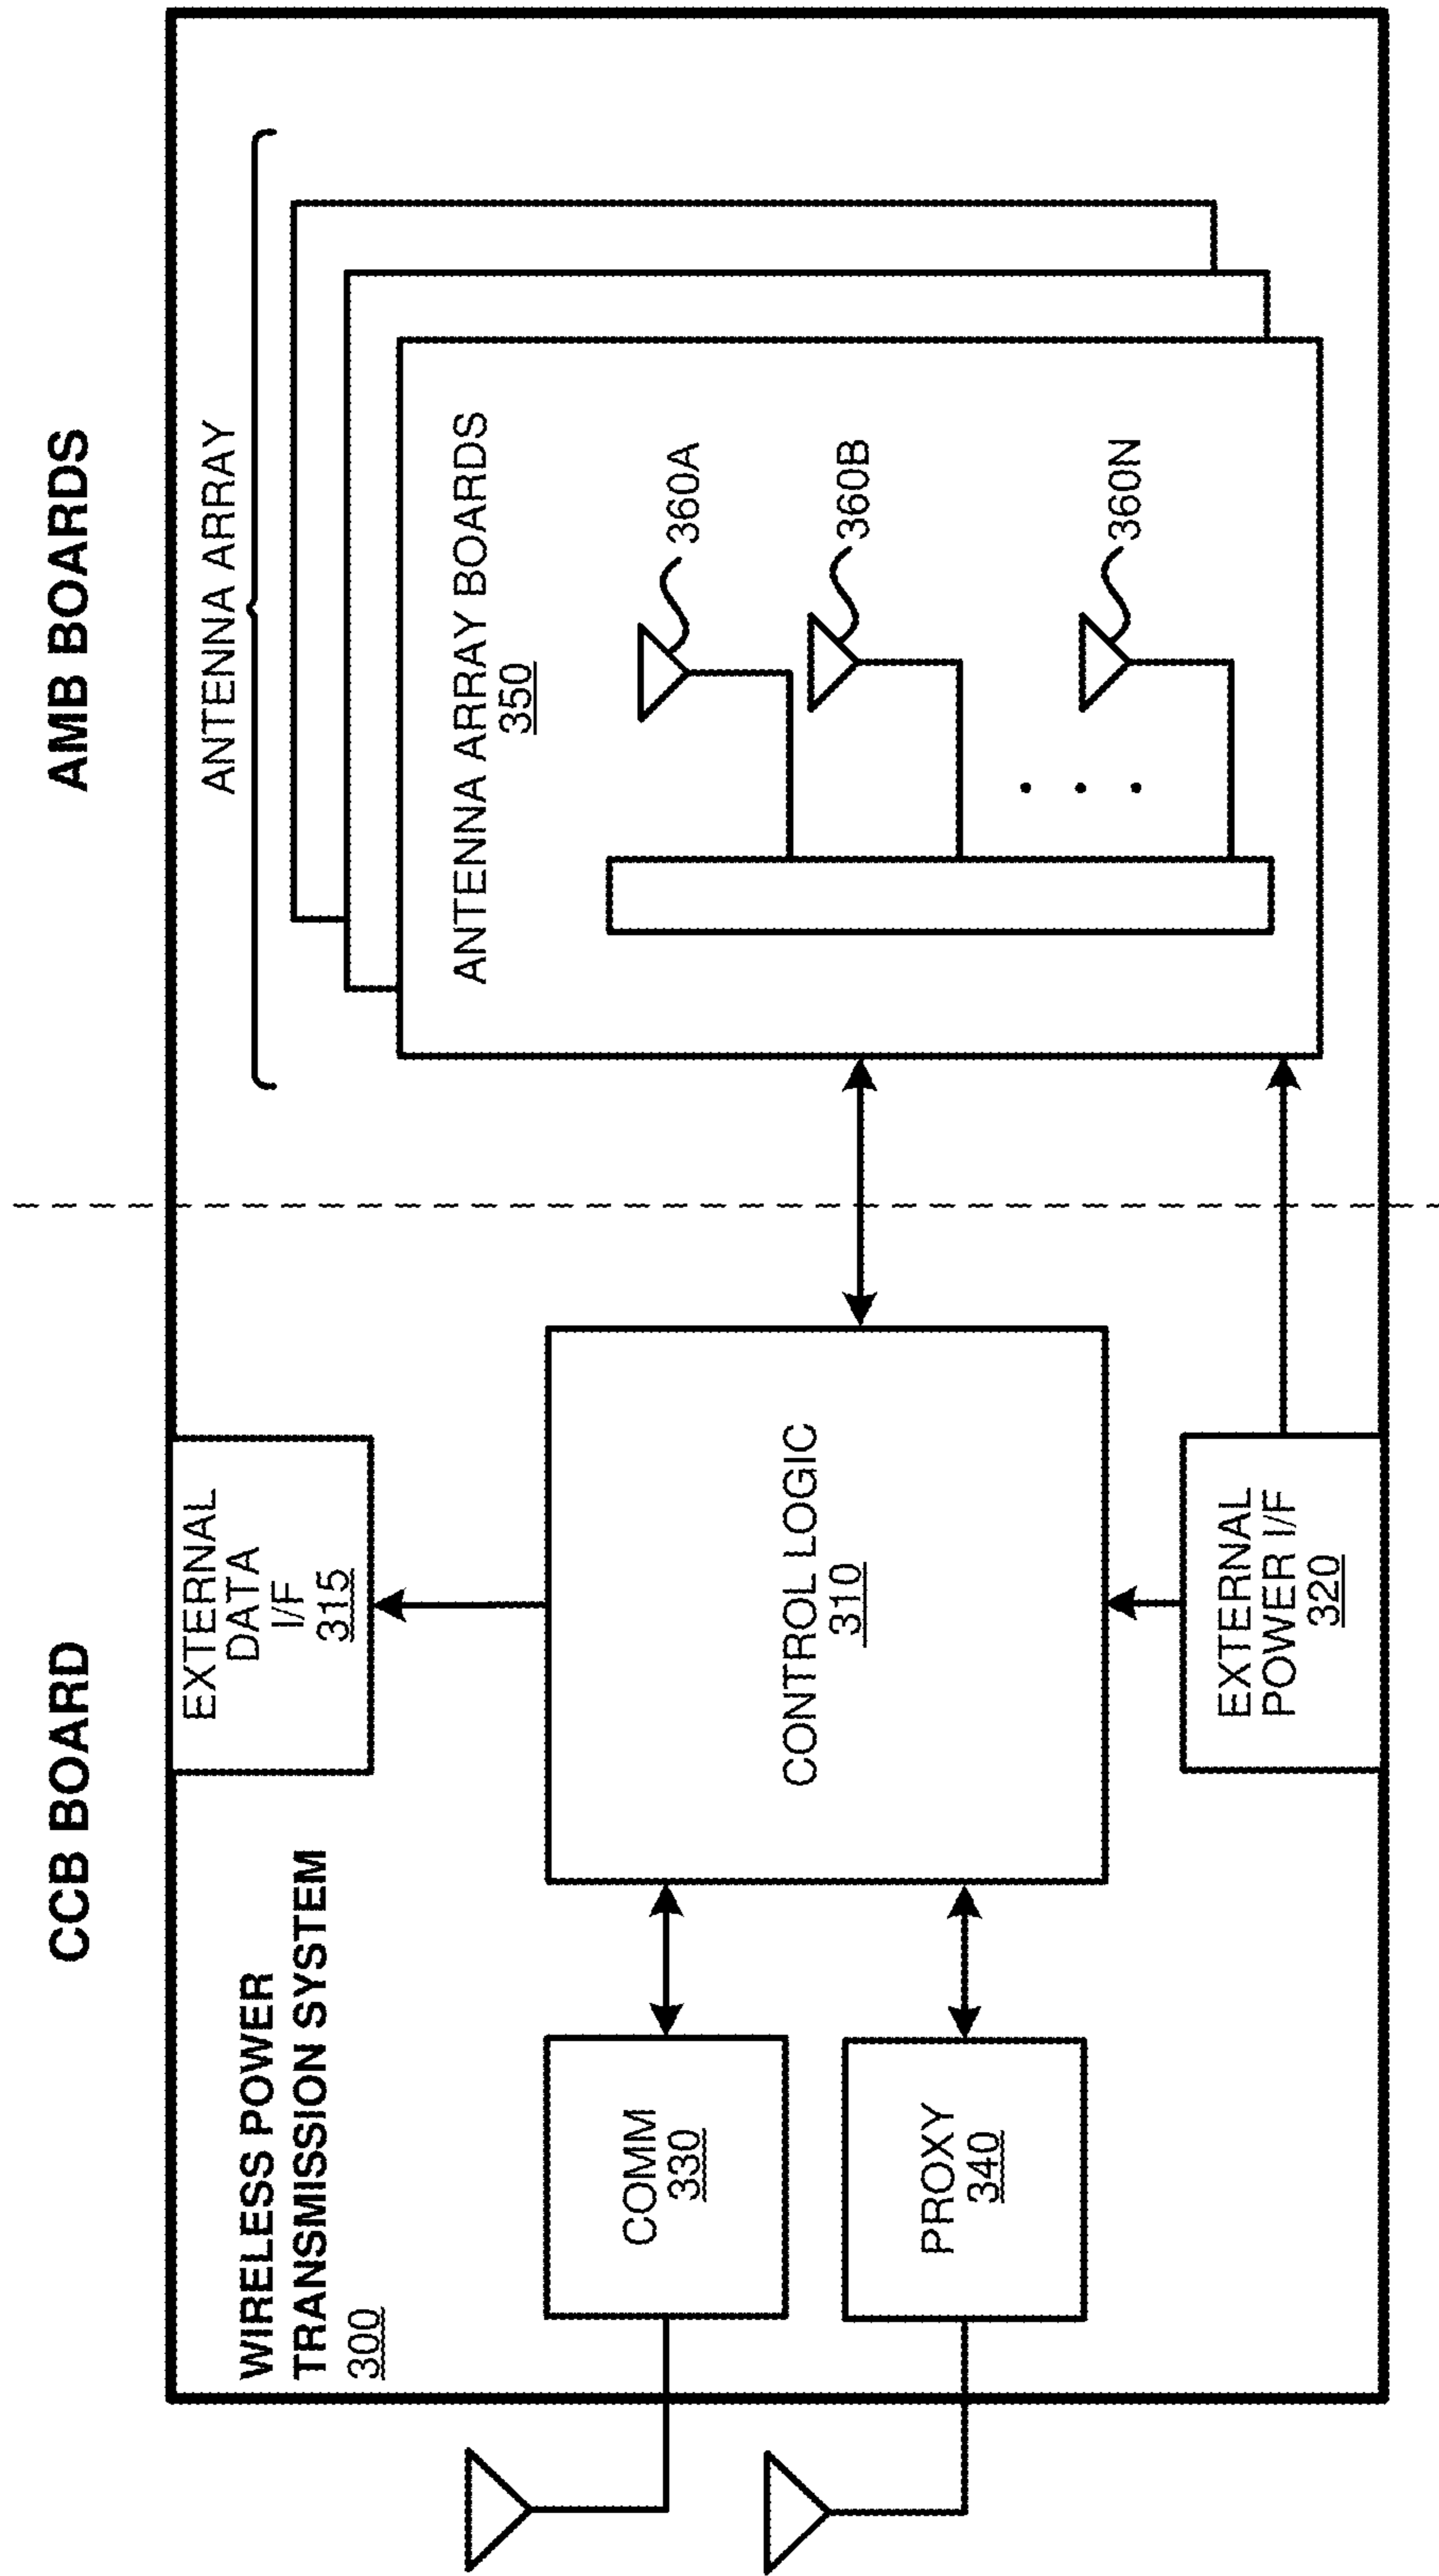 CCB BOARD
AMB BOARDS
WIRELESS POWER
TRANSMISSION SYSTEM
300
EXTERNAL
DATA
I/F
315
ANTENNA ARRAY
COMM
330
PROXY
340
CONTROL LOGIC
310
EXTERNAL
POWER I/F
320
ANTENNA ARRAY BOARDS
350
360A
360B
. . .
360N